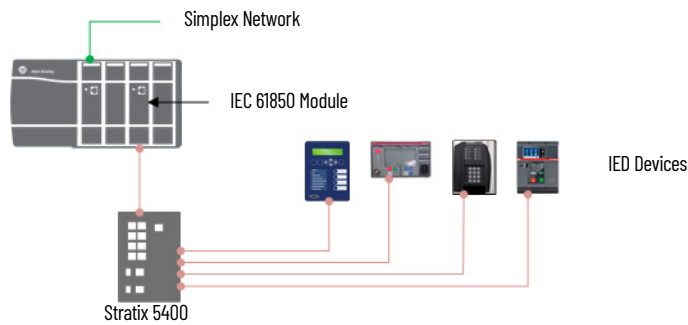 Simplex Network
IEC 61850 Module
IED Devices
Stratix 5400